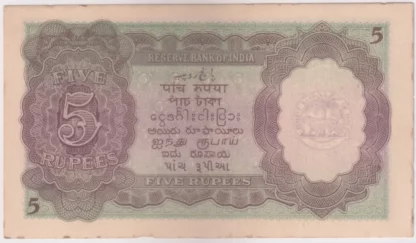 5
RESERVE BANK OF INDIA
पांच रुपया
পাঁচ টাকা
ஐந்து ரூபாய்
પાંચ રૂપીઆ
FIVE
5
RUPEES
FIVE RUPEES
5